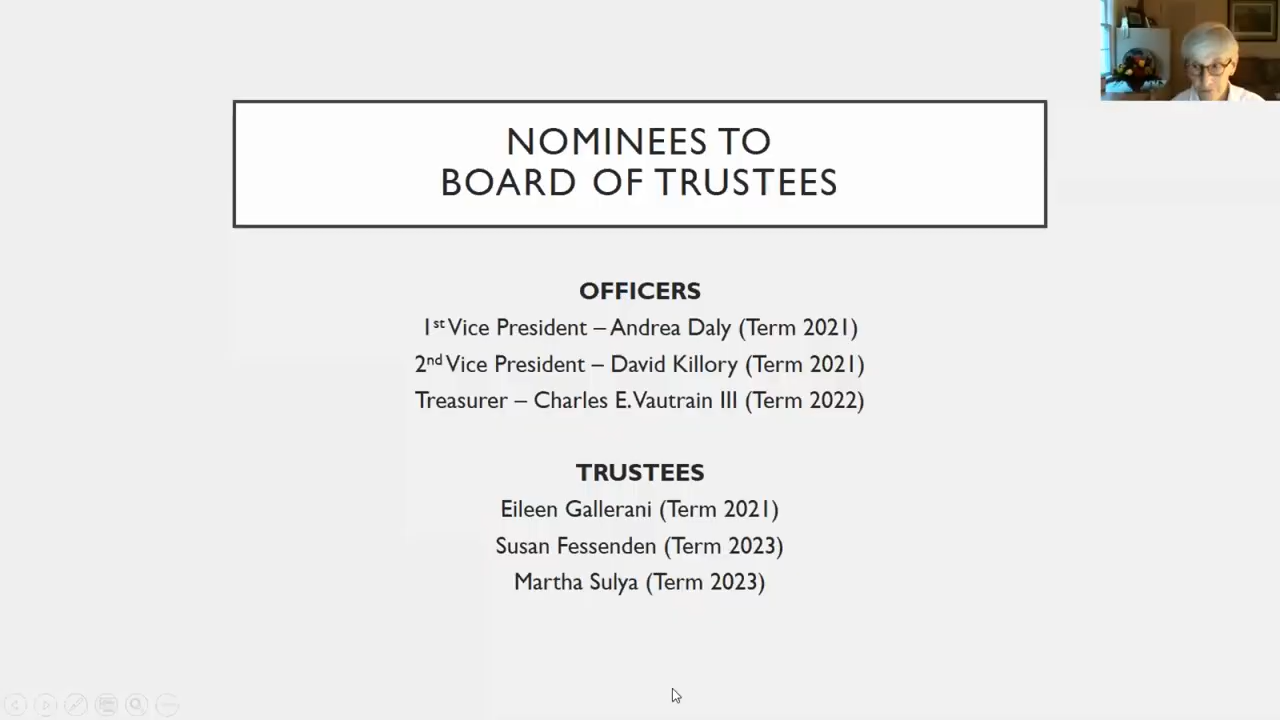 NOMINEES TO
BOARD OF TRUSTEES
OFFICERS
1st Vice President – Andrea Daly (Term 2021)
2nd Vice President – David Killory (Term 2021)
Treasurer – Charles E. Vautrain III (Term 2022)
TRUSTEES
Eileen Gallerani (Term 2021)
Susan Fessenden (Term 2023)
Martha Sulya (Term 2023)